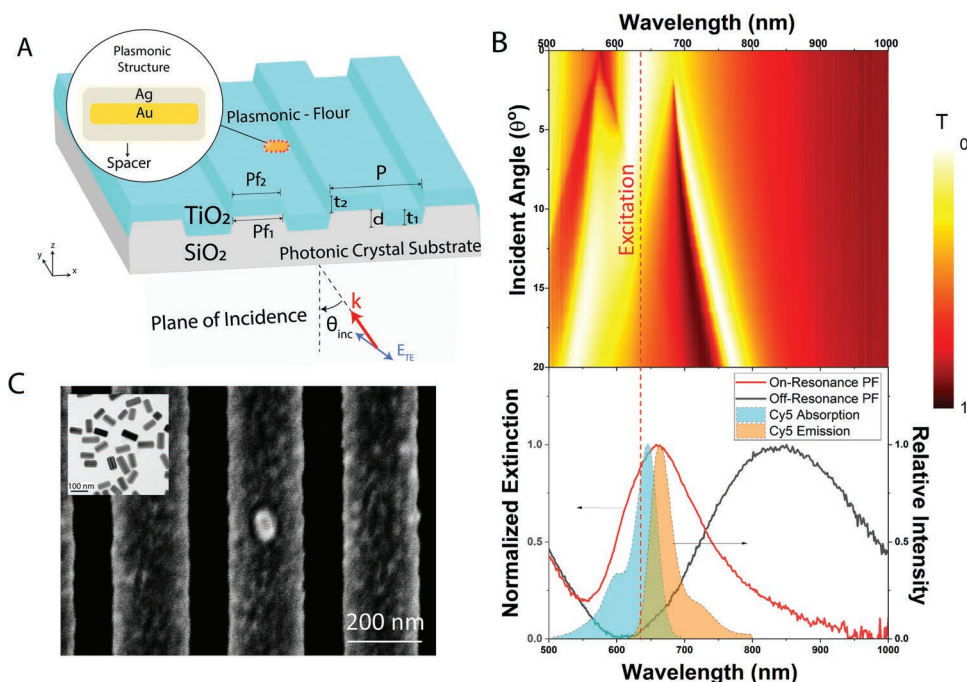 A
Plasmonic
Structure
Ag
Au
Spacer
Plasmonic - Flour
Pf₂
P
t₂
TiO₂
d
t₁
Pf₁
SiO₂
Photonic Crystal Substrate
z
y
x
Plane of Incidence
k
θinc
E_TE
B
Wavelength (nm)
500 600 700 800 900 1000
Incident Angle (θ°)
0
5
10
15
20
Excitation
T
0
1
On-Resonance PF
Off-Resonance PF
Cy5 Absorption
Cy5 Emission
Normalized Extinction
1.0
0.5
0.0
Relative Intensity
1.0
0.5
0.0
500 600 700 800 900 1000
Wavelength (nm)
C
100 nm
200 nm